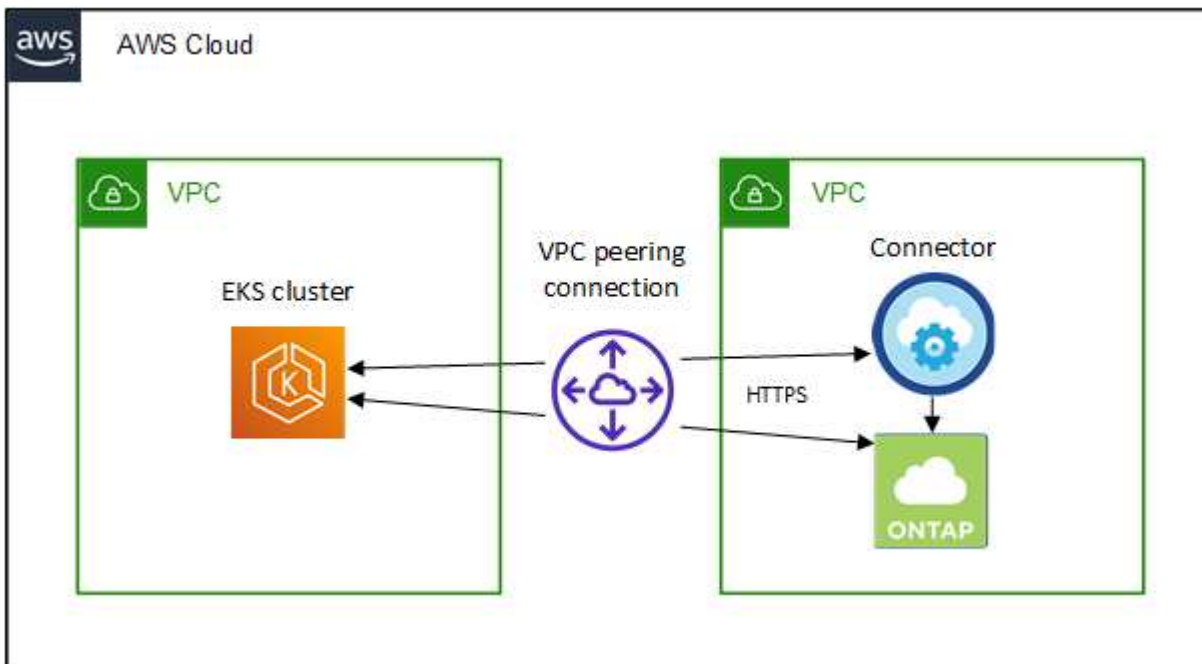 aws
AWS Cloud
VPC
VPC
Connector
VPC peering
connection
EKS cluster
K
HTTPS
ONTAP